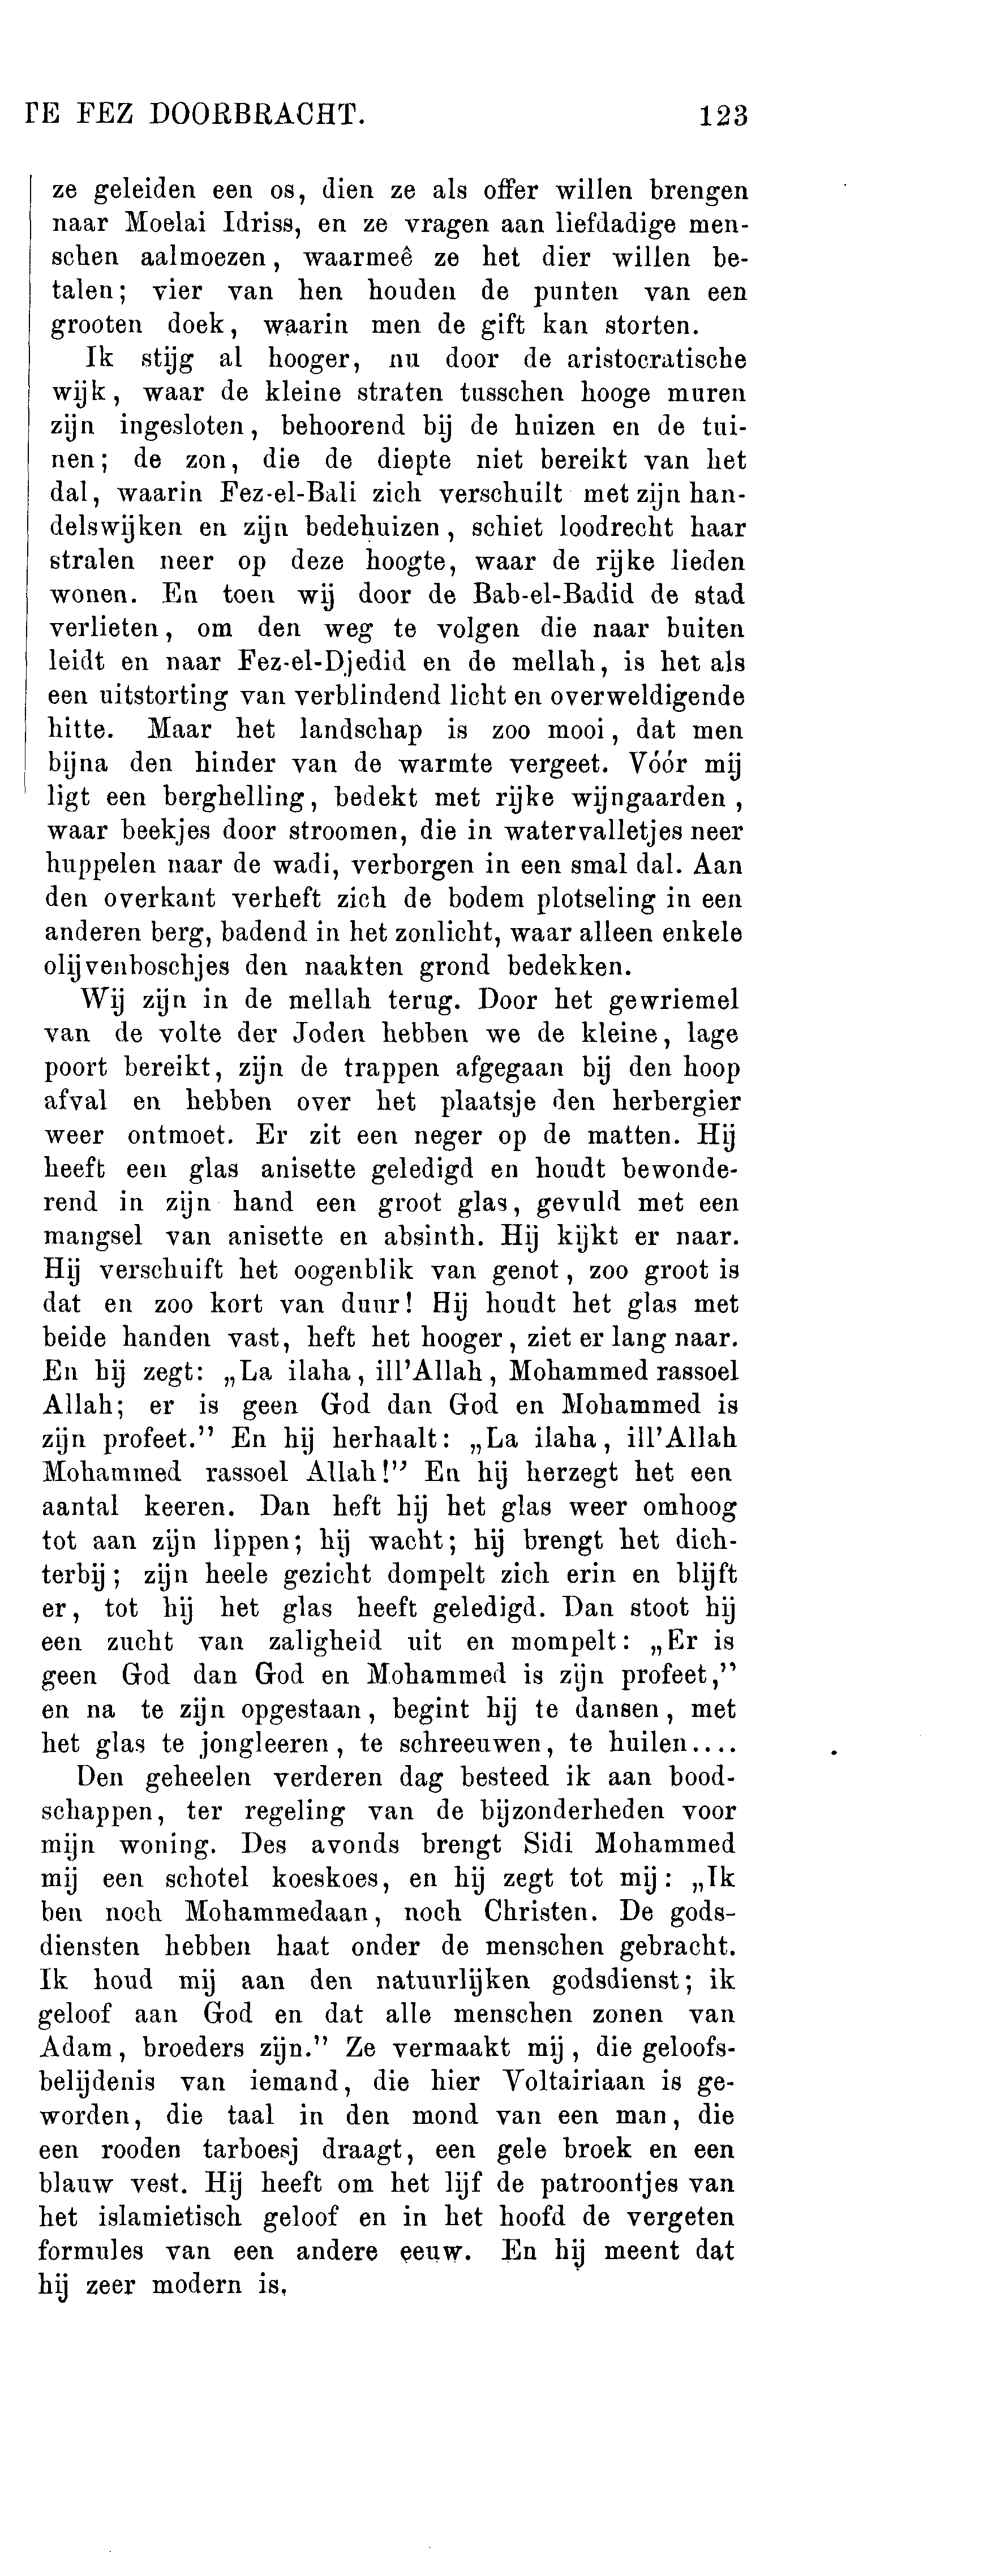 TE FEZ DOORBRACHT. 123
ze geleiden een os, dien ze als offer willen brengen
naar Moelai Idriss, en ze vragen aan liefdadige men-
schen aalmoezen, waarmeê ze het dier willen be-
talen; vier van hen houden de punten van een
grooten doek, waarin men de gift kan storten.
Ik stijg al hooger, nu door de aristocratische
wijk, waar de kleine straten tusschen hooge muren
zijn ingesloten, behoorend bij de huizen en de tui-
nen; de zon, die de diepte niet bereikt van het
dal, waarin Fez-el-Bali zich verschuilt met zijn han-
delswijken en zijn bedehuizen, schiet loodrecht haar
stralen neer op deze hoogte, waar de rijke lieden
wonen. En toen wij door de Bab-el-Badid de stad
verlieten, om den weg te volgen die naar buiten
leidt en naar Fez-el-Djedid en de mellah, is het als
een uitstorting van verblindend licht en overweldigende
hitte. Maar het landschap is zoo mooi, dat men
bijna den hinder van de warmte vergeet. Vóór mij
ligt een berghelling, bedekt met rijke wijngaarden,
waar beekjes door stroomen, die in watervalletjes neer
huppelen naar de wadi, verborgen in een smal dal. Aan
den overkant verheft zich de bodem plotseling in een
anderen berg, badend in het zonlicht, waar alleen enkele
olijvenboschjes den naakten grond bedekken.
Wij zijn in de mellah terug. Door het gewriemel
van de volte der Joden hebben we de kleine, lage
poort bereikt, zijn de trappen afgegaan bij den hoop
afval en hebben over het plaatsje den herbergier
weer ontmoet. Er zit een neger op de matten. Hij
heeft een glas anisette geledigd en houdt bewonde-
rend in zijn hand een groot glas, gevuld met een
mangsel van anisette en absinth. Hij kijkt er naar.
Hij verschuift het oogenblik van genot, zoo groot is
dat en zoo kort van duur! Hij houdt het glas met
beide handen vast, heft het hooger, ziet er lang naar.
En hij zegt: „La ilaha, ill'Allah, Mohammed rassoel
Allah; er is geen God dan God en Mohammed is
zijn profeet." En hij herhaalt: „La ilaha, ill'Allah
Mohammed rassoel Allah!" En hij herzegt het een
aantal keeren. Dan heft hij het glas weer omhoog
tot aan zijn lippen; hij wacht; hij brengt het dich-
terbij; zijn heele gezicht dompelt zich erin en blijft
er, tot hij het glas heeft geledigd. Dan stoot hij
een zucht van zaligheid uit en mompelt: „Er is
geen God dan God en Mohammed is zijn profeet,"
en na te zijn opgestaan, begint hij te dansen, met
het glas te jongleeren, te schreeuwen, te huilen....
Den geheelen verderen dag besteed ik aan bood-
schappen, ter regeling van de bijzonderheden voor
mijn woning. Des avonds brengt Sidi Mohammed
mij een schotel koeskoes, en hij zegt tot mij: „Ik
ben noch Mohammedaan, noch Christen. De gods-
diensten hebben haat onder de menschen gebracht.
Ik houd mij aan den natuurlijken godsdienst; ik
geloof aan God en dat alle menschen zonen van
Adam, broeders zijn." Ze vermaakt mij, die geloofs-
belijdenis van iemand, die hier Voltairiaan is ge-
worden, die taal in den mond van een man, die
een rooden tarboesj draagt, een gele broek en een
blauw vest. Hij heeft om het lijf de patroontjes van
het islamietisch geloof en in het hoofd de vergeten
formules van een andere eeuw. En hij meent dat
hij zeer modern is.